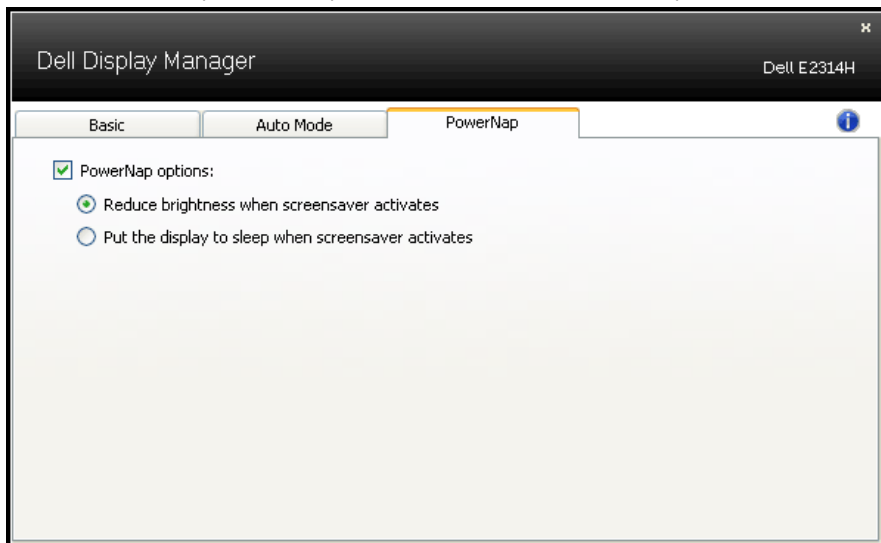 x
Dell Display Manager
Dell E2314H
Basic
Auto Mode
PowerNap
i
PowerNap options:
Reduce brightness when screensaver activates
Put the display to sleep when screensaver activates